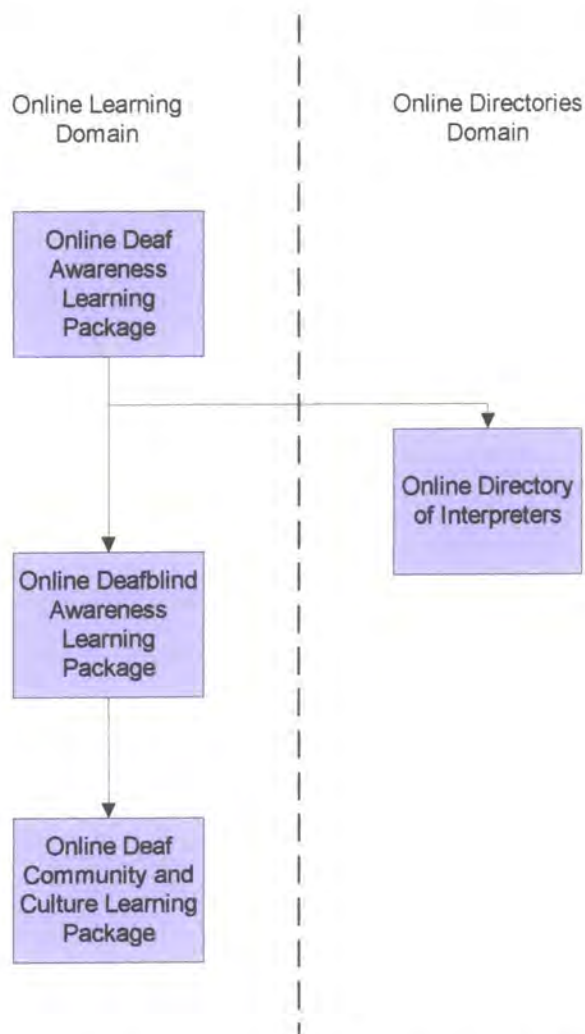 Online Learning
Domain
Online Directories
Domain
Online Deaf
Awareness
Learning
Package
Online Directory
of Interpreters
Online Deafblind
Awareness
Learning
Package
Online Deaf
Community and
Culture Learning
Package